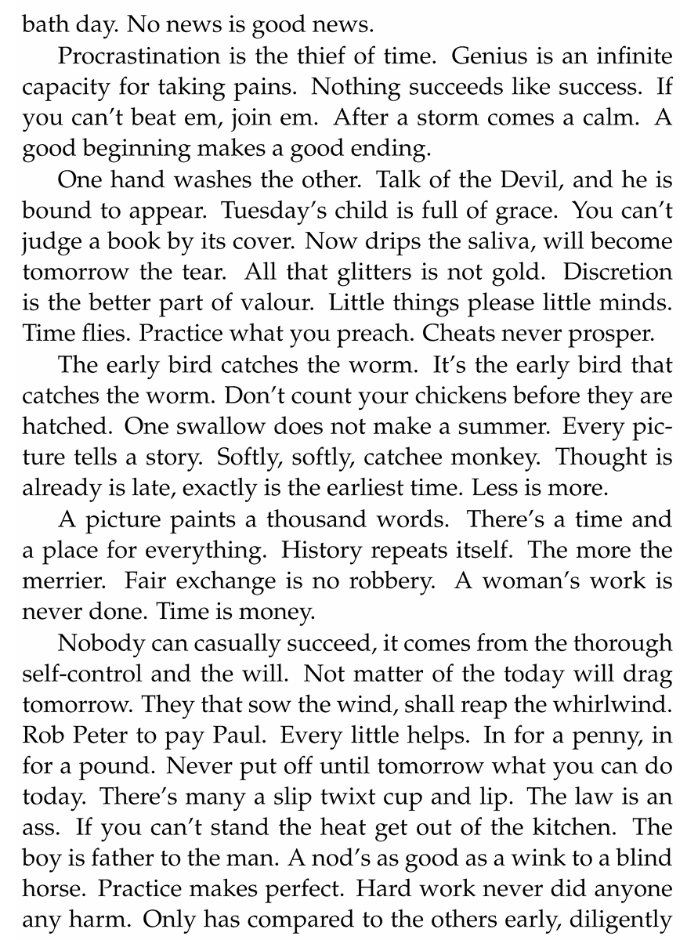 bath day. No news is good news.
Procrastination is the thief of time. Genius is an infinite
capacity for taking pains. Nothing succeeds like success. If
you can’t beat em, join em. After a storm comes a calm. A
good beginning makes a good ending.
One hand washes the other. Talk of the Devil, and he is
bound to appear. Tuesday’s child is full of grace. You can’t
judge a book by its cover. Now drips the saliva, will become
tomorrow the tear. All that glitters is not gold. Discretion
is the better part of valour. Little things please little minds.
Time flies. Practice what you preach. Cheats never prosper.
The early bird catches the worm. It’s the early bird that
catches the worm. Don’t count your chickens before they are
hatched. One swallow does not make a summer. Every pic-
ture tells a story. Softly, softly, catchee monkey. Thought is
already is late, exactly is the earliest time. Less is more.
A picture paints a thousand words. There’s a time and
a place for everything. History repeats itself. The more the
merrier. Fair exchange is no robbery. A woman’s work is
never done. Time is money.
Nobody can casually succeed, it comes from the thorough
self-control and the will. Not matter of the today will drag
tomorrow. They that sow the wind, shall reap the whirlwind.
Rob Peter to pay Paul. Every little helps. In for a penny, in
for a pound. Never put off until tomorrow what you can do
today. There’s many a slip twixt cup and lip. The law is an
ass. If you can’t stand the heat get out of the kitchen. The
boy is father to the man. A nod’s as good as a wink to a blind
horse. Practice makes perfect. Hard work never did anyone
any harm. Only has compared to the others early, diligently